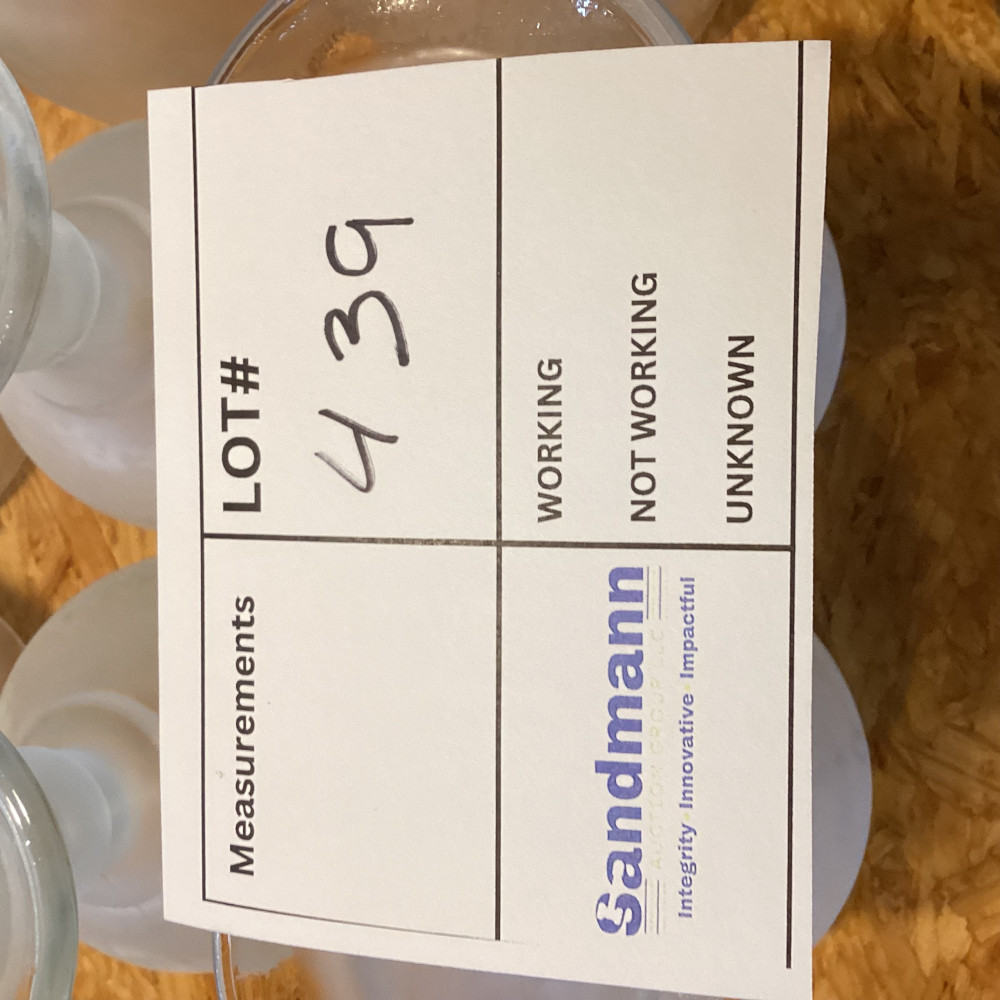 Measurements
LOT#
439
Sandmann
AUCTION GROUP LLC
Integrity Innovative Impactful
WORKING
NOT WORKING
UNKNOWN